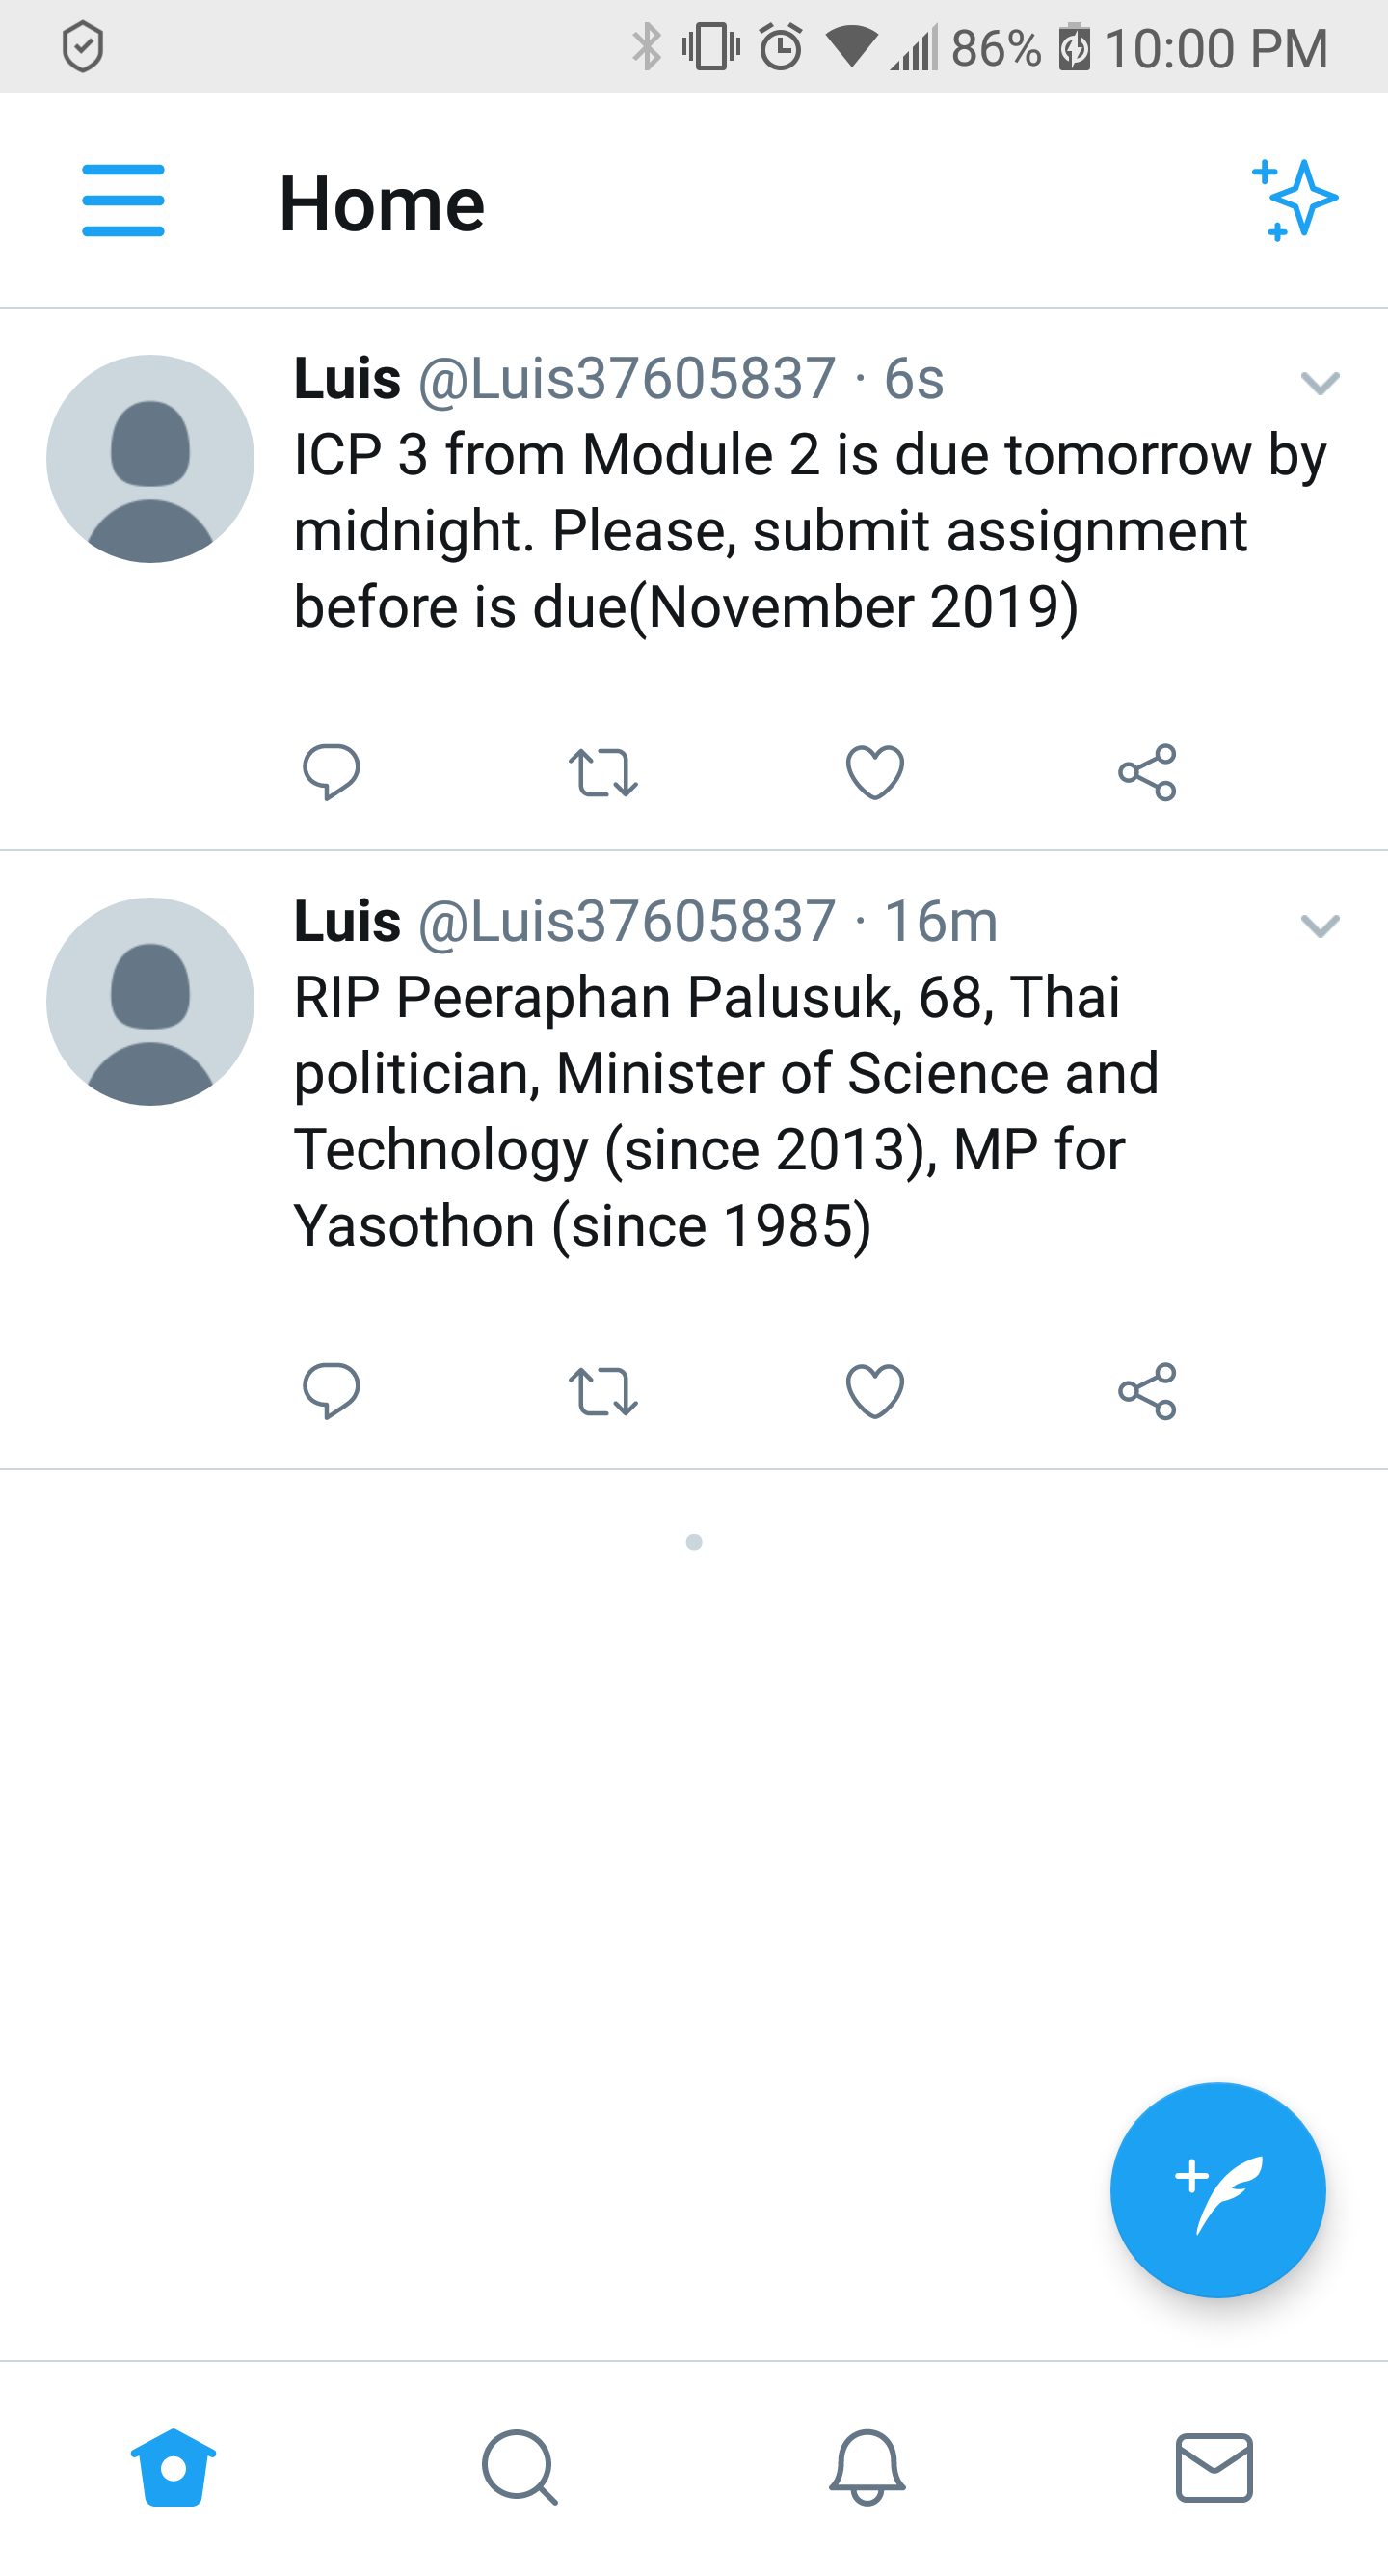 86% 10:00 PM
Home
Luis @Luis37605837 · 6s
ICP 3 from Module 2 is due tomorrow by
midnight. Please, submit assignment
before is due(November 2019)
Luis @Luis37605837 · 16m
RIP Peeraphan Palusuk, 68, Thai
politician, Minister of Science and
Technology (since 2013), MP for
Yasothon (since 1985)